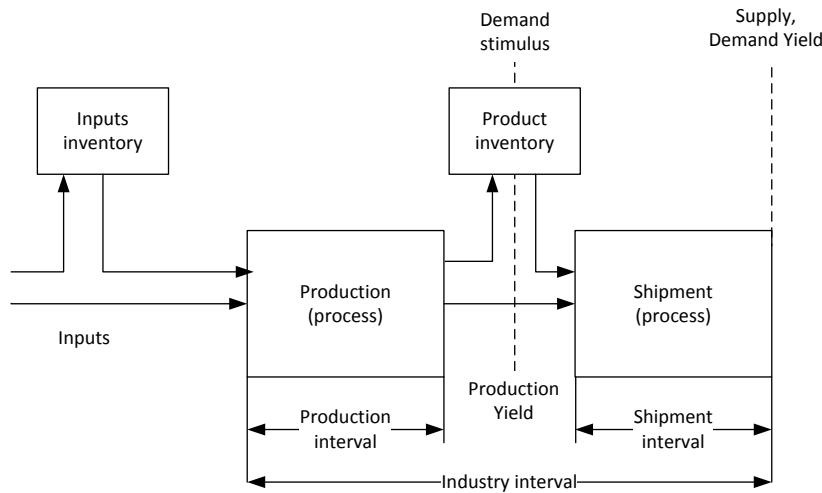 Demand
stimulus
Supply,
Demand Yield
Inputs
inventory
Product
inventory
Production
(process)
Shipment
(process)
Inputs
Production
Yield
Production
interval
Shipment
interval
Industry interval